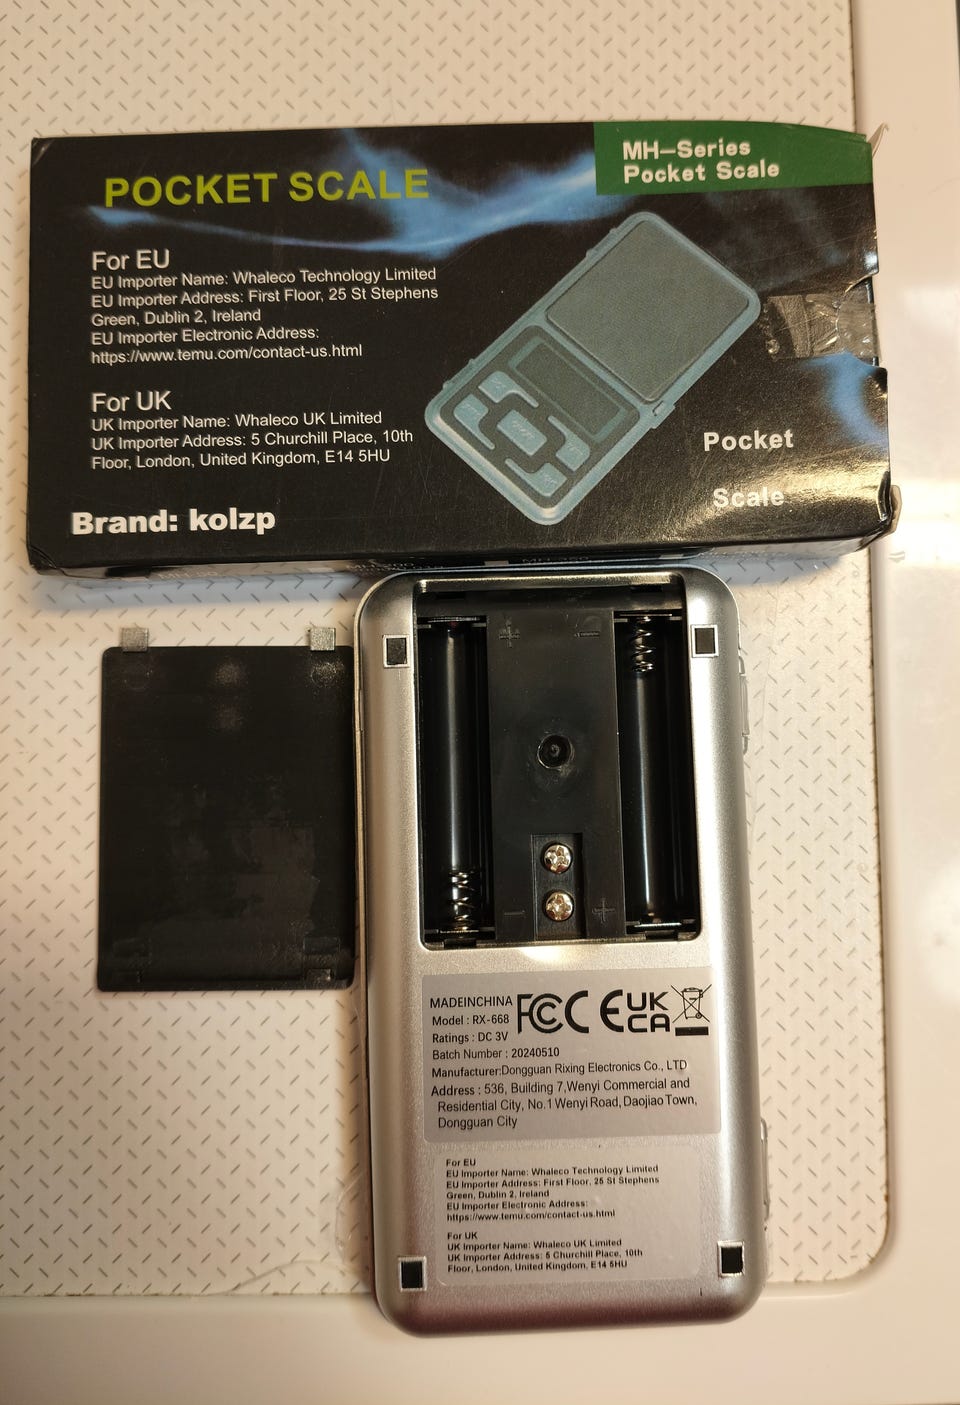 MH-Series
Pocket Scale
POCKET SCALE
For EU
EU Importer Name: Whaleco Technology Limited
EU Importer Address: First Floor, 25 St Stephens
Green, Dublin 2, Ireland
EU Importer Electronic Address:
https://www.temu.com/contact-us.html
For UK
UK Importer Name: Whaleco UK Limited
UK Importer Address: 5 Churchill Place, 10th
Floor, London, United Kingdom, E14 5HU
Pocket
Scale
Brand: kolzp
+ -
- +
MADEINCHINA
Model : RX-668
Ratings : DC 3V
FCC CE UK
CA
Batch Number : 20240510
Manufacturer:Dongguan Rixing Electronics Co., LTD
Address : 536, Building 7,Wenyi Commercial and
Residential City, No.1 Wenyi Road, Daojiao Town,
Dongguan City
For EU
EU Importer Name: Whaleco Technology Limited
EU Importer Address: First Floor, 25 St Stephens
Green, Dublin 2, Ireland
EU Importer Electronic Address:
https://www.temu.com/contact-us.html
For UK
UK Importer Name: Whaleco UK Limited
UK Importer Address: 5 Churchill Place, 10th
Floor, London, United Kingdom, E14 5HU